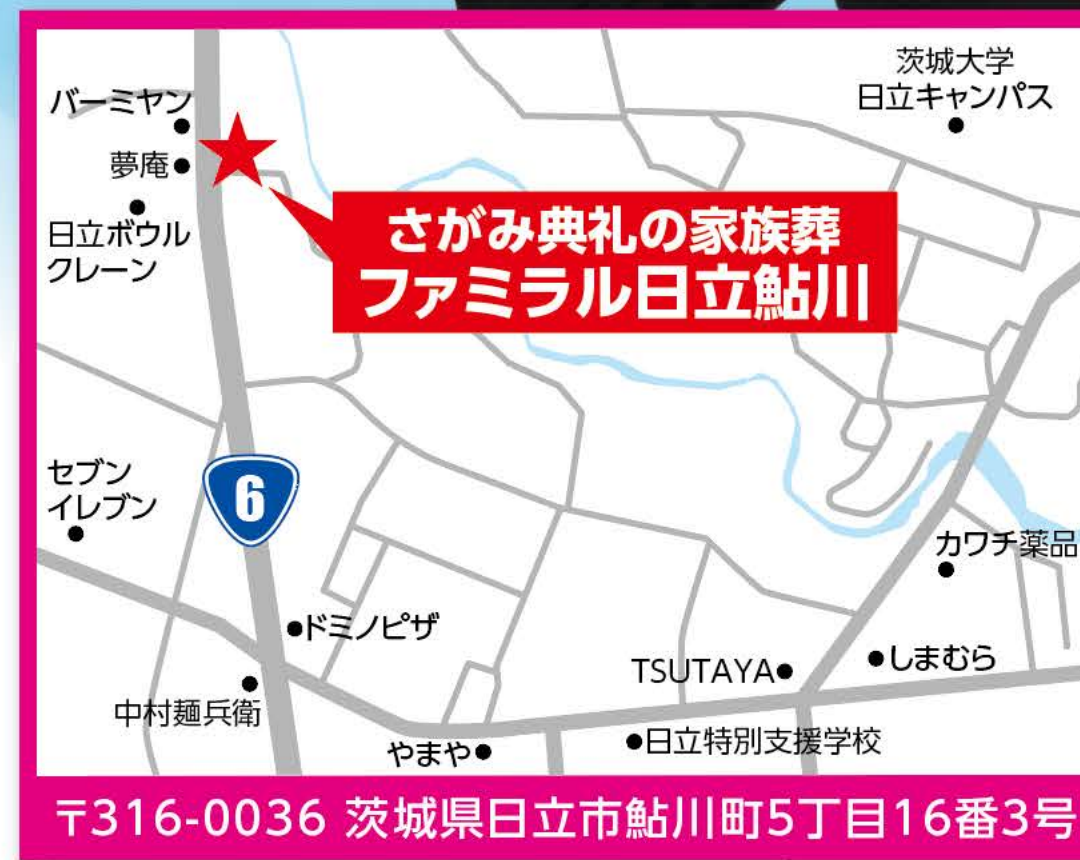 茨城大学
日立キャンパス
バーミヤン
夢庵
日立ボウル
クレーン
さがみ典礼の家族葬
ファミラル日立鮎川
セブン
イレブン
6
カワチ薬品
ドミノピザ
しまむら
TSUTAYA
中村麺兵衛
やまや
日立特別支援学校
〒316-0036 茨城県日立市鮎川町5丁目16番3号